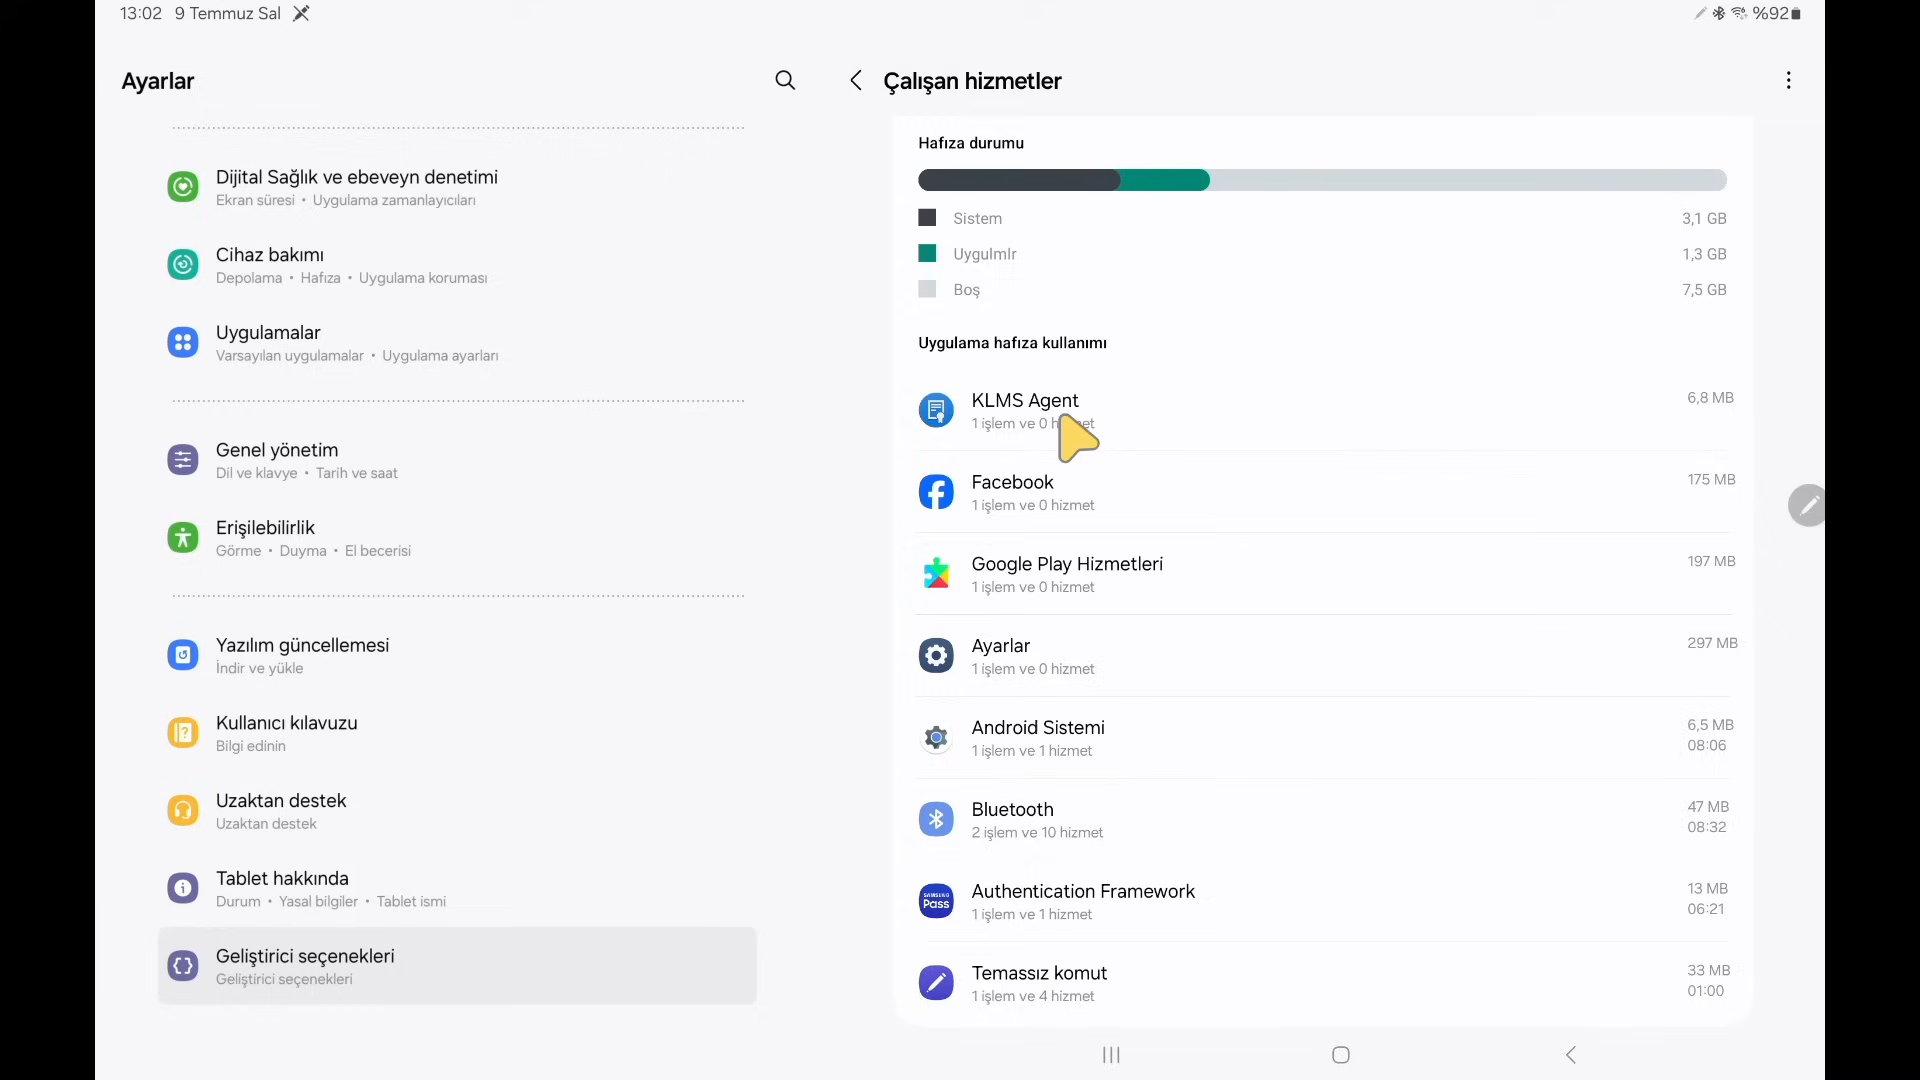 13:02 9 Temmuz Sal
%92
Ayarlar
Dijital Sağlık ve ebeveyn denetimi
Ekran süresi • Uygulama zamanlayıcıları
Cihaz bakımı
Depolama • Hafıza • Uygulama koruması
Uygulamalar
Varsayılan uygulamalar • Uygulama ayarları
Genel yönetim
Dil ve klavye • Tarih ve saat
Erişilebilirlik
Görme • Duyma • El becerisi
Yazılım güncellemesi
İndir ve yükle
Kullanıcı kılavuzu
Bilgi edinin
Uzaktan destek
Uzaktan destek
Tablet hakkında
Durum • Yasal bilgiler • Tablet ismi
Geliştirici seçenekleri
Geliştirici seçenekleri
Çalışan hizmetler
Hafıza durumu
Sistem 3,1 GB
Uygulmlr 1,3 GB
Boş 7,5 GB
Uygulama hafıza kullanımı
KLMS Agent 6,8 MB
1 işlem ve 0
Facebook 175 MB
1 işlem ve 0 hizmet
Google Play Hizmetleri 197 MB
1 işlem ve 0 hizmet
Ayarlar 297 MB
1 işlem ve 0 hizmet
Android Sistemi 6,5 MB
1 işlem ve 1 hizmet 08:06
Bluetooth 47 MB
2 işlem ve 10 hizmet 08:32
SAMSUNG
Pass
Authentication Framework 13 MB
1 işlem ve 1 hizmet 06:21
Temassız komut 33 MB
1 işlem ve 4 hizmet 01:00